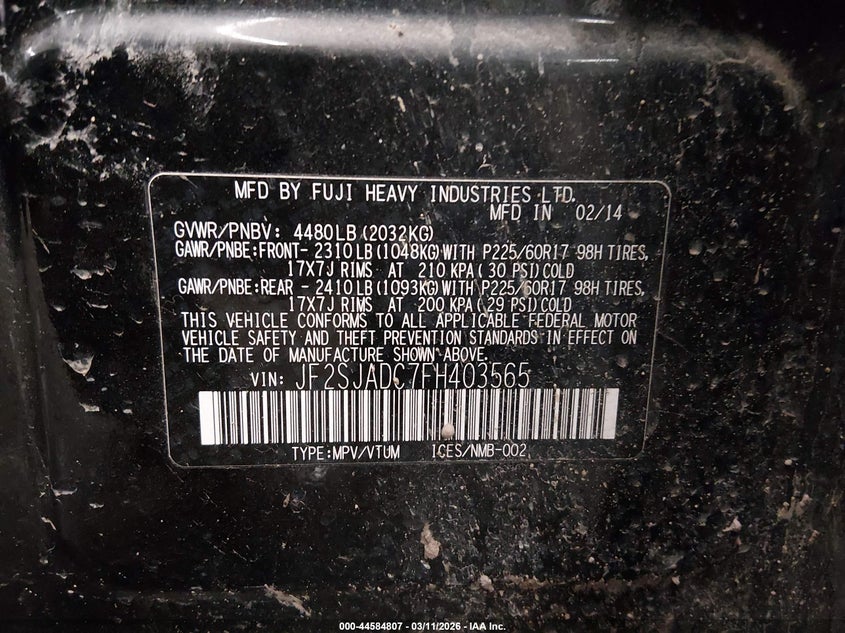 MFD BY FUJI HEAVY INDUSTRIES LTD.
MFD IN 02/14
GVWR/PNBV: 4480LB (2032KG)
GAWR/PNBE:FRONT- 2310LB (1048KG) WITH P225/60R17 98H TIRES,
17X7J RIMS AT 210 KPA ( 30 PSI) COLD
GAWR/PNBE:REAR - 2410LB (1093KG) WITH P225/60R17 98H TIRES,
17X7J RIMS AT 200 KPA ( 29 PSI) COLD
THIS VEHICLE CONFORMS TO ALL APPLICABLE FEDERAL MOTOR
VEHICLE SAFETY AND THEFT PREVENTION STANDARDS IN EFFECT ON
THE DATE OF MANUFACTURE SHOWN ABOVE.
VIN: JF2SJADC7FH403565
TYPE:MPV/VTUM ICES/NMB-002
000-44584807 - 03/11/2026 - IAA Inc.